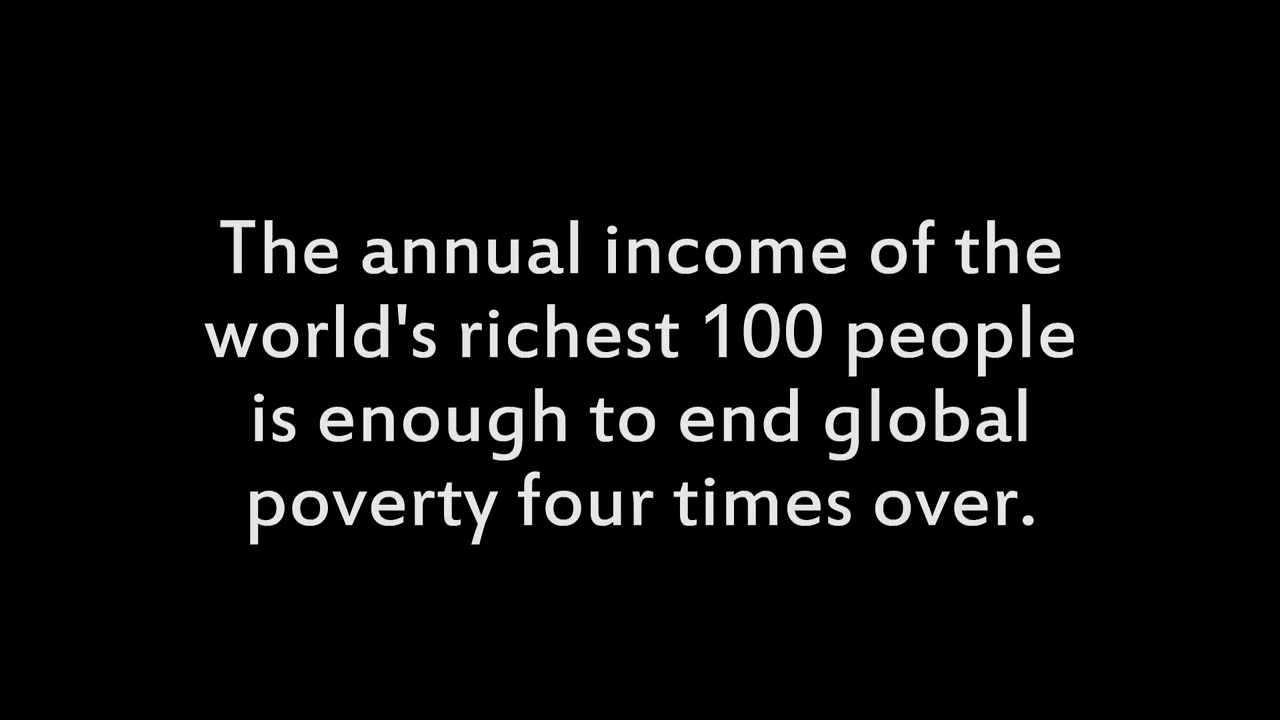 The annual income of the
world's richest 100 people
is enough to end global
poverty four times over.